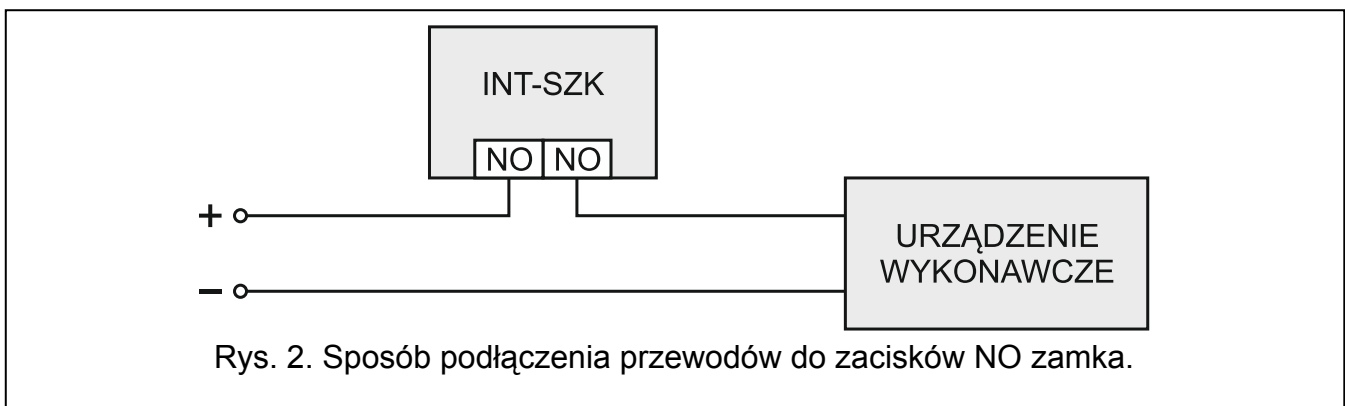 INT-SZK
NO NO
+
−
URZĄDZENIE
WYKONAWCZE
Rys. 2. Sposób podłączenia przewodów do zacisków NO zamka.